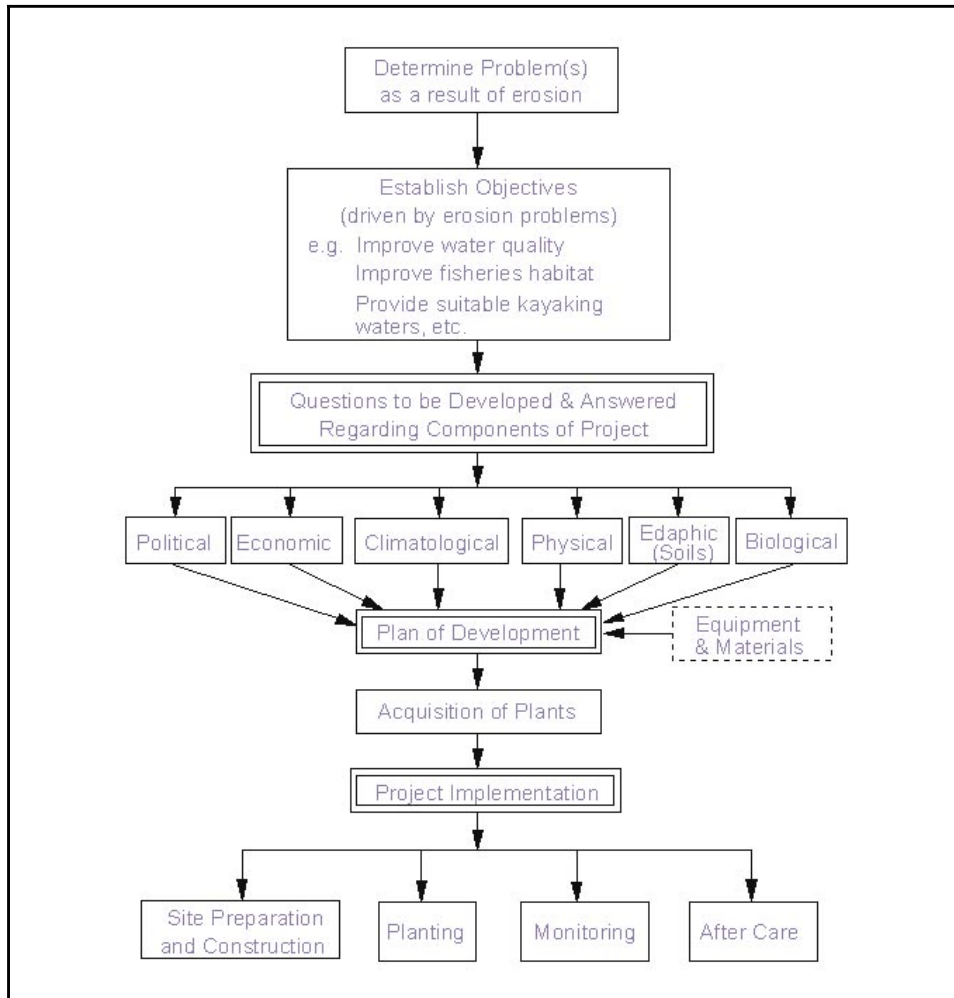 Determine Problem(s)
as a result of erosion
Establish Objectives
(driven by erosion problems)
e.g. Improve water quality
Improve fisheries habitat
Provide suitable kayaking
waters, etc.
Questions to be Developed & Answered
Regarding Components of Project
Political
Economic
Climatological
Physical
Edaphic
(Soils)
Biological
Plan of Development
Equipment
& Materials
Acquisition of Plants
Project Implementation
Site Preparation
and Construction
Planting
Monitoring
After Care